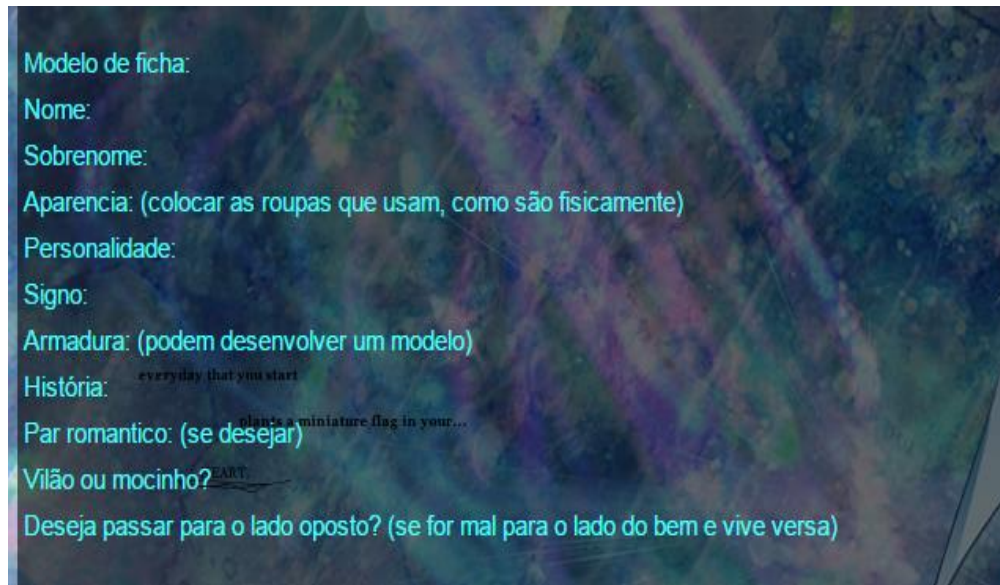 Modelo de ficha:
Nome:
Sobrenome:
Aparencia: (colocar as roupas que usam, como são fisicamente)
Personalidade:
Signo:
Armadura: (podem desenvolver um modelo)
everyday that you start
História:
plants a miniature flag in your...
Par romantico: (se desejar)
Vilão ou mocinho?
Deseja passar para o lado oposto? (se for mal para o lado do bem e vive versa)